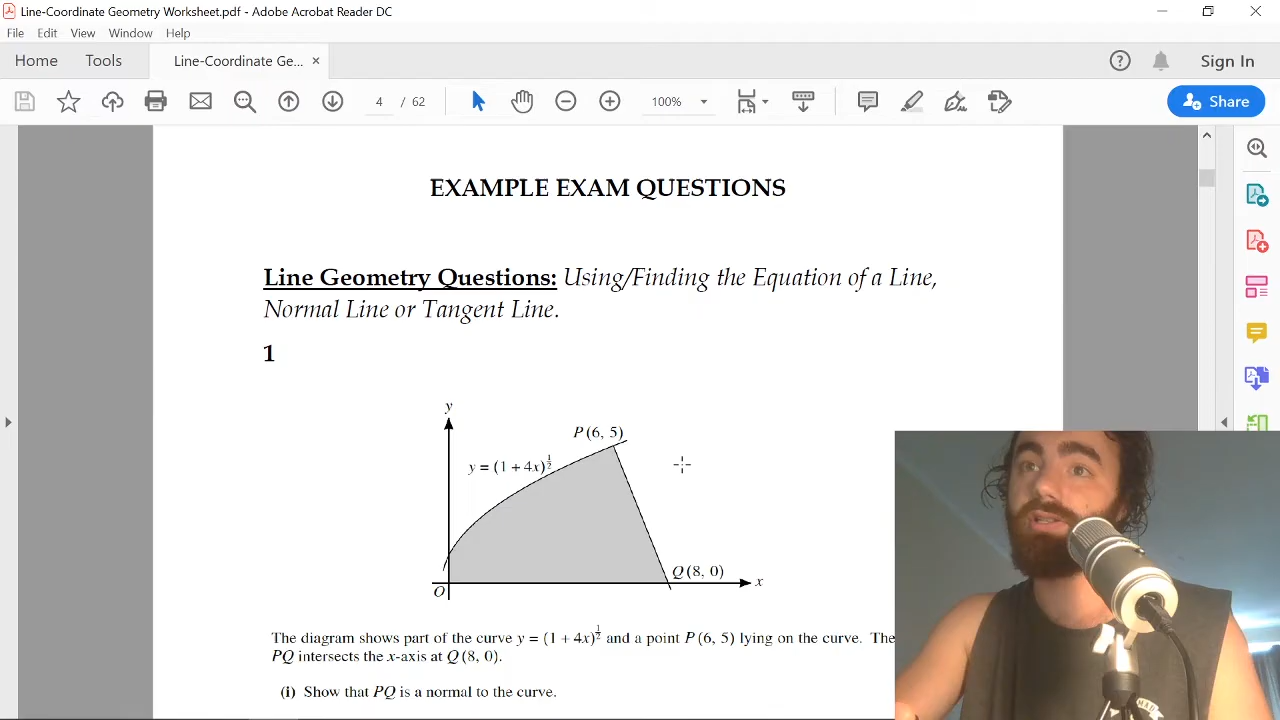 Line-Coordinate Geometry Worksheet.pdf - Adobe Acrobat Reader DC
File Edit View Window Help
Home Tools Line-Coordinate Ge... × Sign In
4 / 62 100% Share
EXAMPLE EXAM QUESTIONS
Line Geometry Questions: Using/Finding the Equation of a Line,
Normal Line or Tangent Line.
1
y
P (6, 5)
y = (1 + 4x)^{1/2}
Q (8, 0)
x
O
The diagram shows part of the curve y = (1 + 4x)^{1/2} and a point P (6, 5) lying on the curve. The
PQ intersects the x-axis at Q (8, 0).
(i) Show that PQ is a normal to the curve.